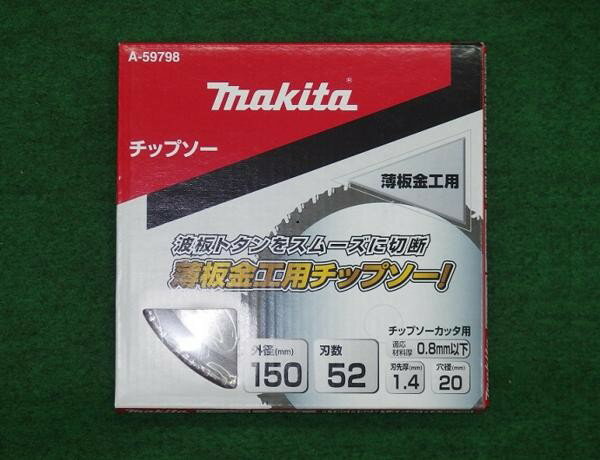 A-59798
makita®
チップソー
薄板金工用
波板トタンをスムーズに切断
薄板金工用チップソー!
チップソーカッタ用
外径(mm)
150
刃数
52
適応材料厚 0.8mm以下
刃先厚(mm)
1.4
穴径(mm)
20